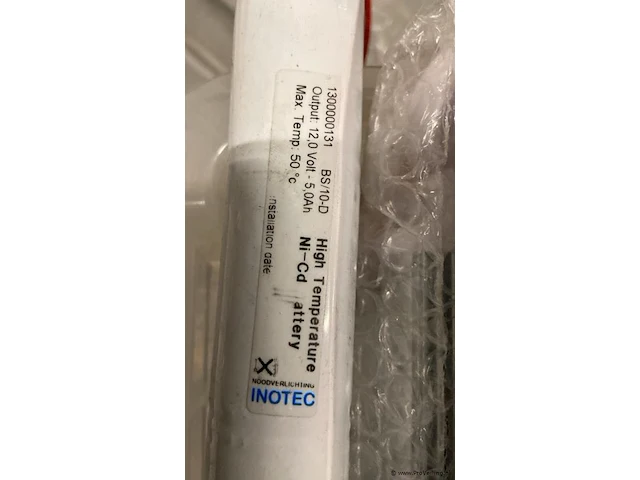 1300000131 BS/10-D
Output: 12,0 Volt - 5,0Ah
Max. Temp: 50 °c
High Temperature
Ni-Cd attery
nstallation date
NOODVERLICHTING
INOTEC